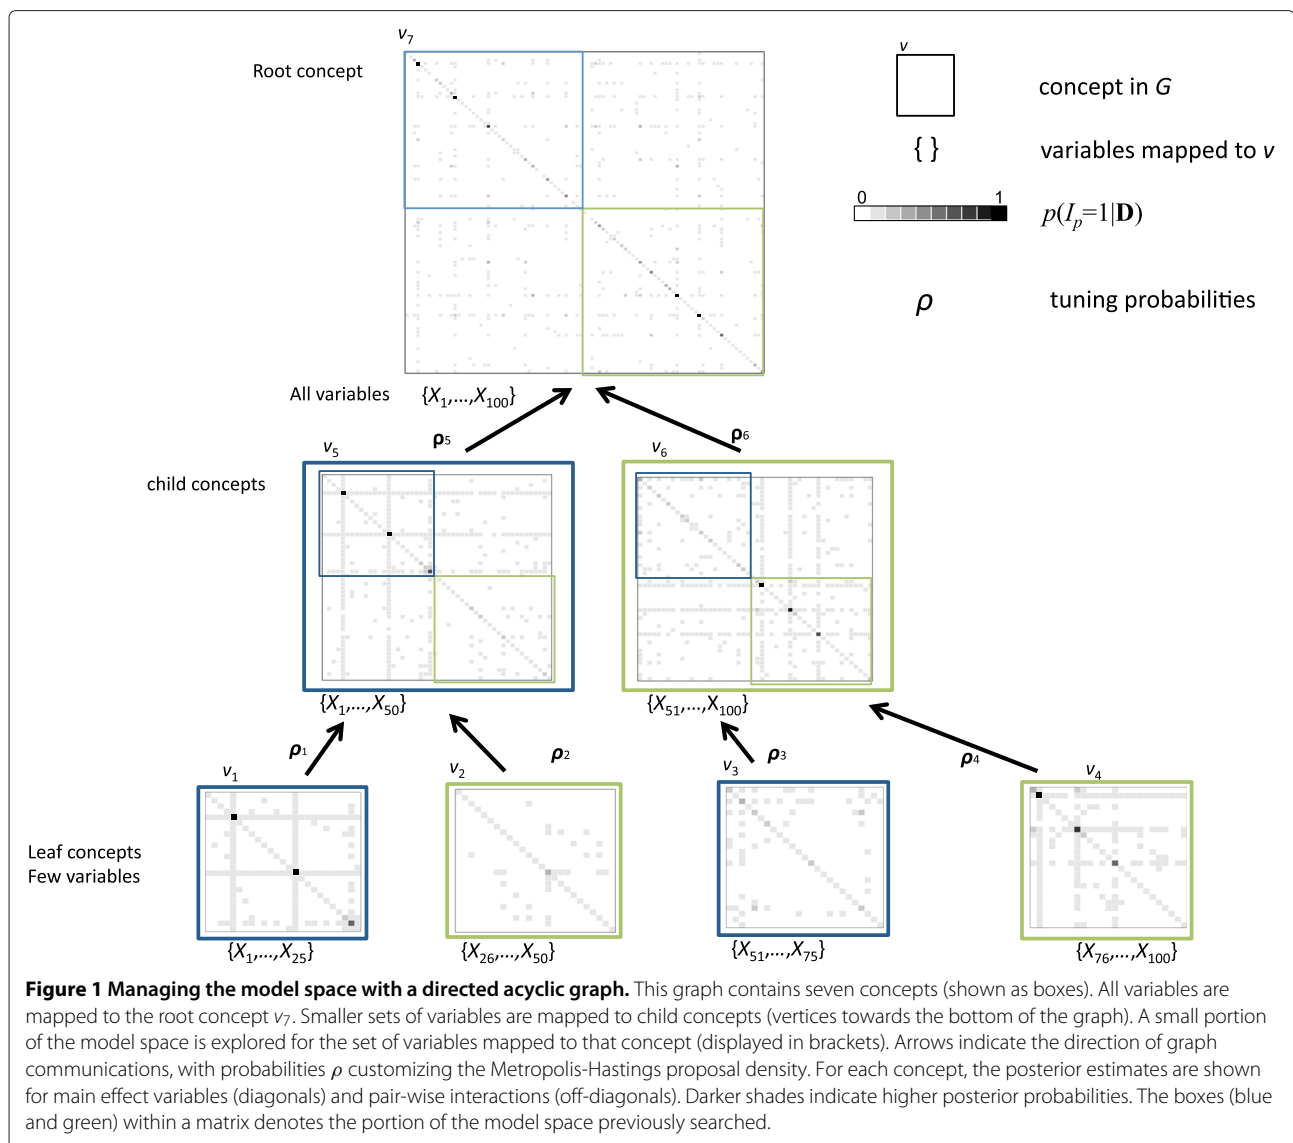 v7
Root concept
v
concept in G
{ }
variables mapped to v
0 1
p(Ip=1|D)
ρ
tuning probabilities
All variables
{X1,...,X100}
ρ5
ρ6
v5
v6
child concepts
{X1,...,X50}
{X51,...,X100}
ρ1
ρ2
ρ3
ρ4
v1
v2
v3
v4
Leaf concepts
Few variables
{X1,...,X25}
{X26,...,X50}
{X51,...,X75}
{X76,...,X100}
Figure 1 Managing the model space with a directed acyclic graph. This graph contains seven concepts (shown as boxes). All variables are
mapped to the root concept v7. Smaller sets of variables are mapped to child concepts (vertices towards the bottom of the graph). A small portion
of the model space is explored for the set of variables mapped to that concept (displayed in brackets). Arrows indicate the direction of graph
communications, with probabilities ρ customizing the Metropolis-Hastings proposal density. For each concept, the posterior estimates are shown
for main effect variables (diagonals) and pair-wise interactions (off-diagonals). Darker shades indicate higher posterior probabilities. The boxes (blue
and green) within a matrix denotes the portion of the model space previously searched.